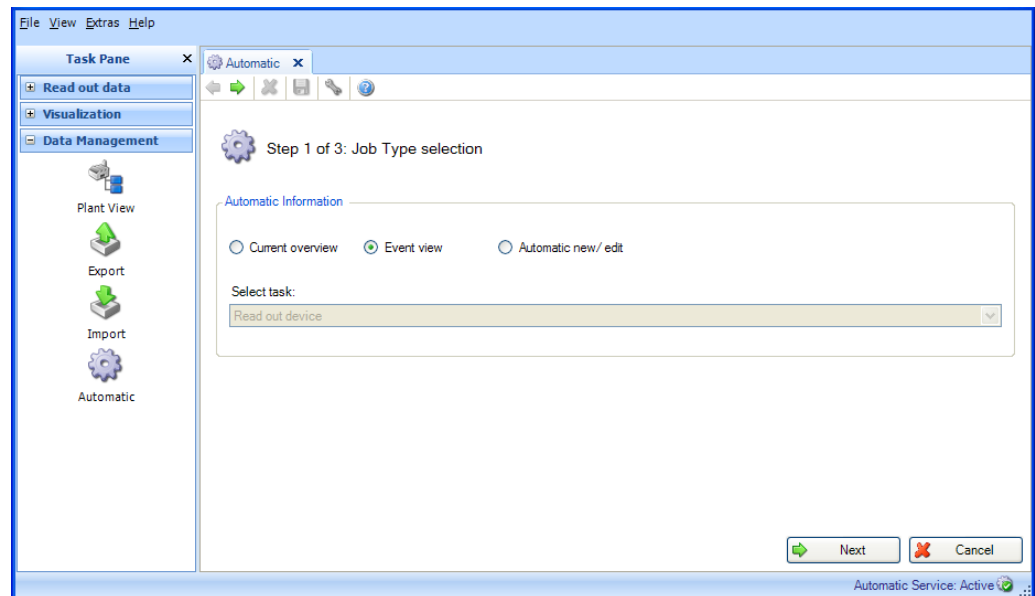 File View Extras Help
Task Pane
Automatic
Read out data
Visualization
Data Management
Plant View
Export
Import
Automatic
Step 1 of 3: Job Type selection
Automatic Information
Current overview Event view Automatic new/ edit
Select task:
Read out device
Next Cancel
Automatic Service: Active